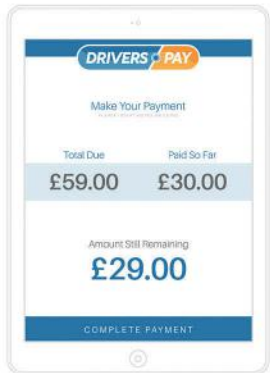 DRIVERS PAY
Make Your Payment
Total Due Paid So Far
£59.00 £30.00
Amount Still Remaining
£29.00
COMPLETE PAYMENT